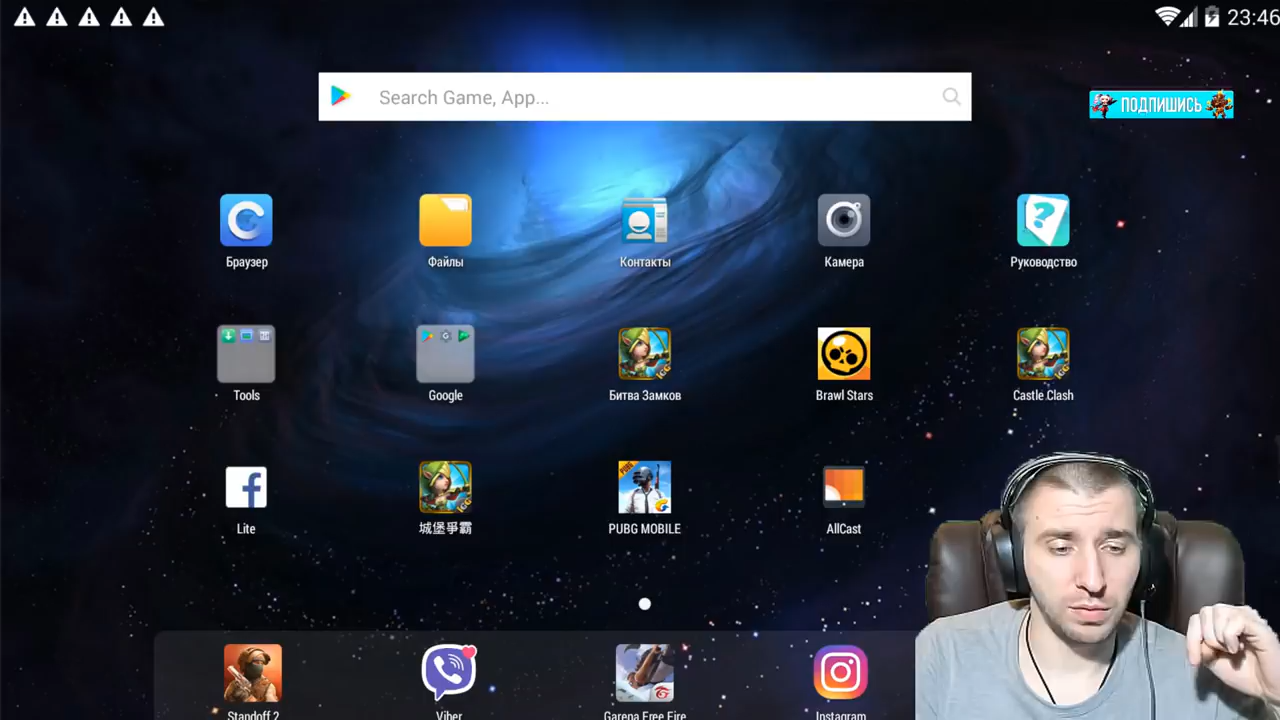 23:46
Search Game, App...
ПОДПИШИСЬ
Браузер
Файлы
Контакты
Камера
Руководство
Tools
Google
Битва Замков
Brawl Stars
Castle Clash
Lite
城堡爭霸
PUBG MOBILE
AllCast
Standoff 2
Viber
Garena Free Fire
Instagram